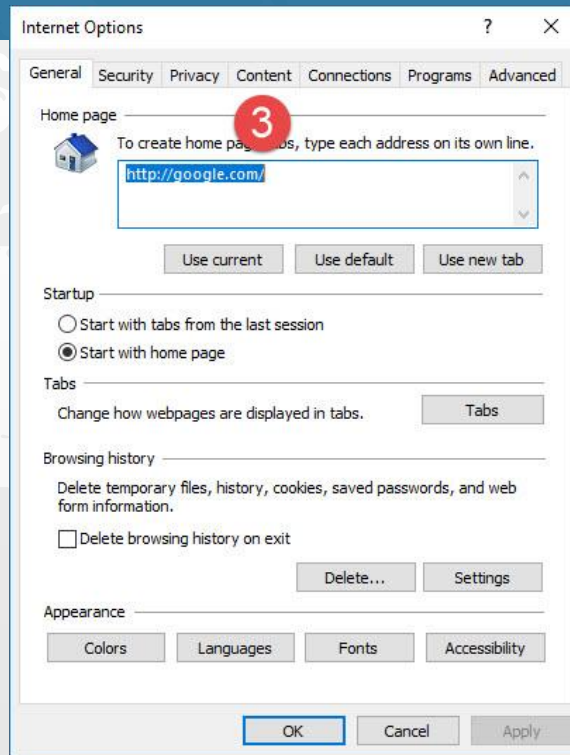 Internet Options ?
General Security Privacy Content Connections Programs Advanced
Home page
3
To create home page tabs, type each address on its own line.
http://google.com/
Use current Use default Use new tab
Startup
Start with tabs from the last session
Start with home page
Tabs
Change how webpages are displayed in tabs. Tabs
Browsing history
Delete temporary files, history, cookies, saved passwords, and web
form information.
Delete browsing history on exit
Delete... Settings
Appearance
Colors Languages Fonts Accessibility
OK Cancel Apply